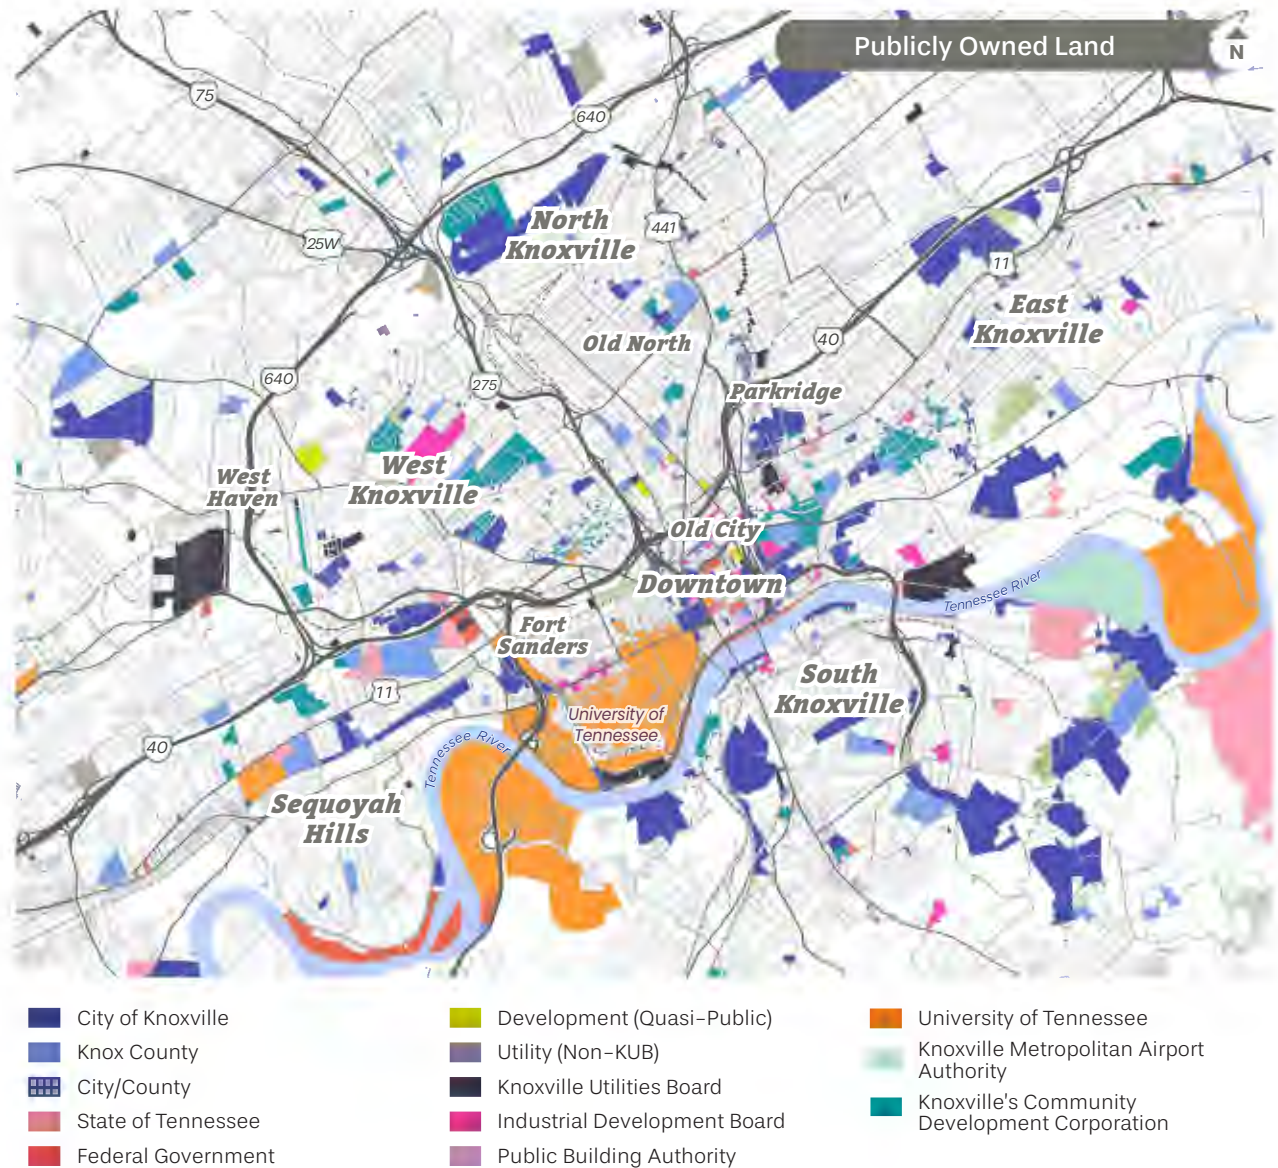 Publicly Owned Land
N
75
640
441
North
Knoxville
25W
11
East
Knoxville
Old North
40
640
275
Parkridge
West
Haven
West
Knoxville
Old City
Downtown
Tennessee River
Fort
Sanders
South
Knoxville
11
University of
Tennessee
40
Tennessee River
Sequoyah
Hills
City of Knoxville
Knox County
City/County
State of Tennessee
Federal Government
Development (Quasi-Public)
Utility (Non-KUB)
Knoxville Utilities Board
Industrial Development Board
Public Building Authority
University of Tennessee
Knoxville Metropolitan Airport
Authority
Knoxville's Community
Development Corporation